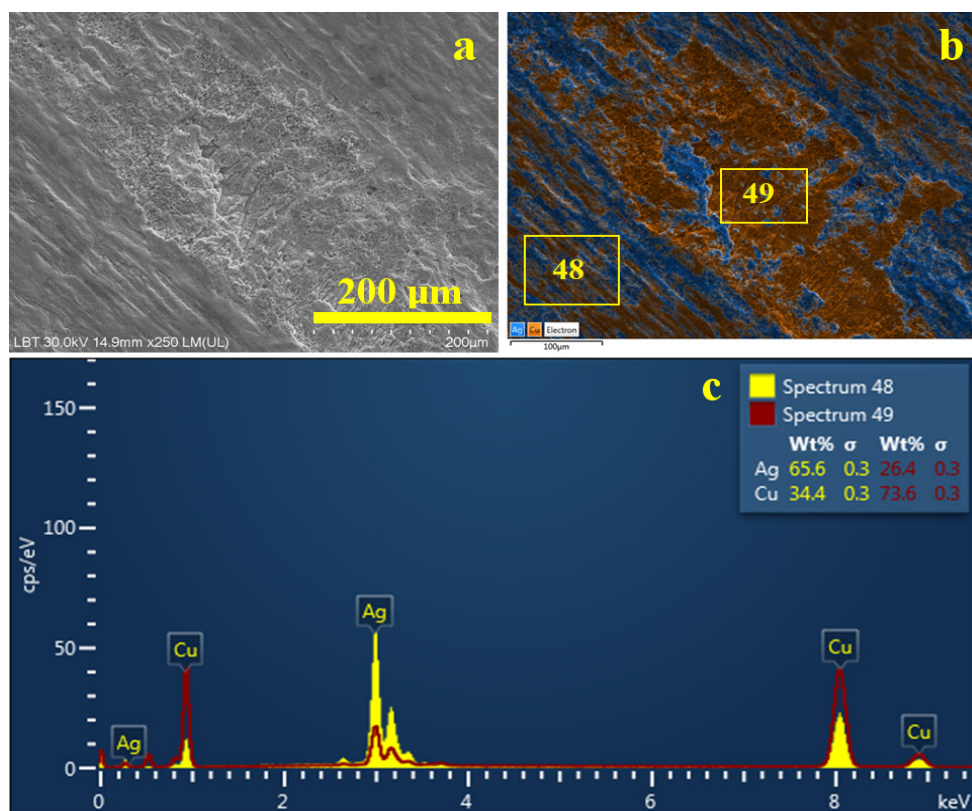 a
200 μm
LBT 30.0kV 14.9mm x250 LM(UL) 200μm
b
49
48
Ag Cu Electron
100μm
c
Spectrum 48
Spectrum 49
Wt% σ Wt% σ
Ag 65.6 0.3 26.4 0.3
Cu 34.4 0.3 73.6 0.3
cps/eV
150
100
50
0
Ag
Cu
Ag
Cu
Cu
0 2 4 6 8 keV